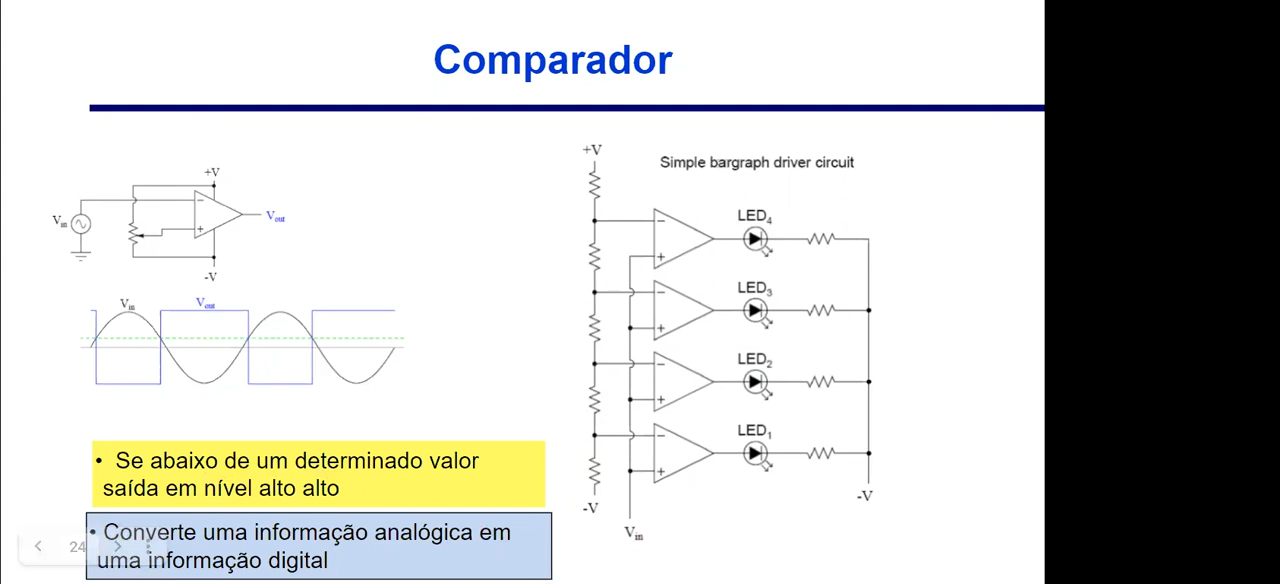 Comparador
+V
Vin
−
+
Vout
-V
Vin
Vout
• Se abaixo de um determinado valor
saída em nível alto alto
• Converte uma informação analógica em
uma informação digital
24
+V
Simple bargraph driver circuit
LED4
−
+
LED3
−
+
LED2
−
+
LED1
−
+
-V
-V
Vin